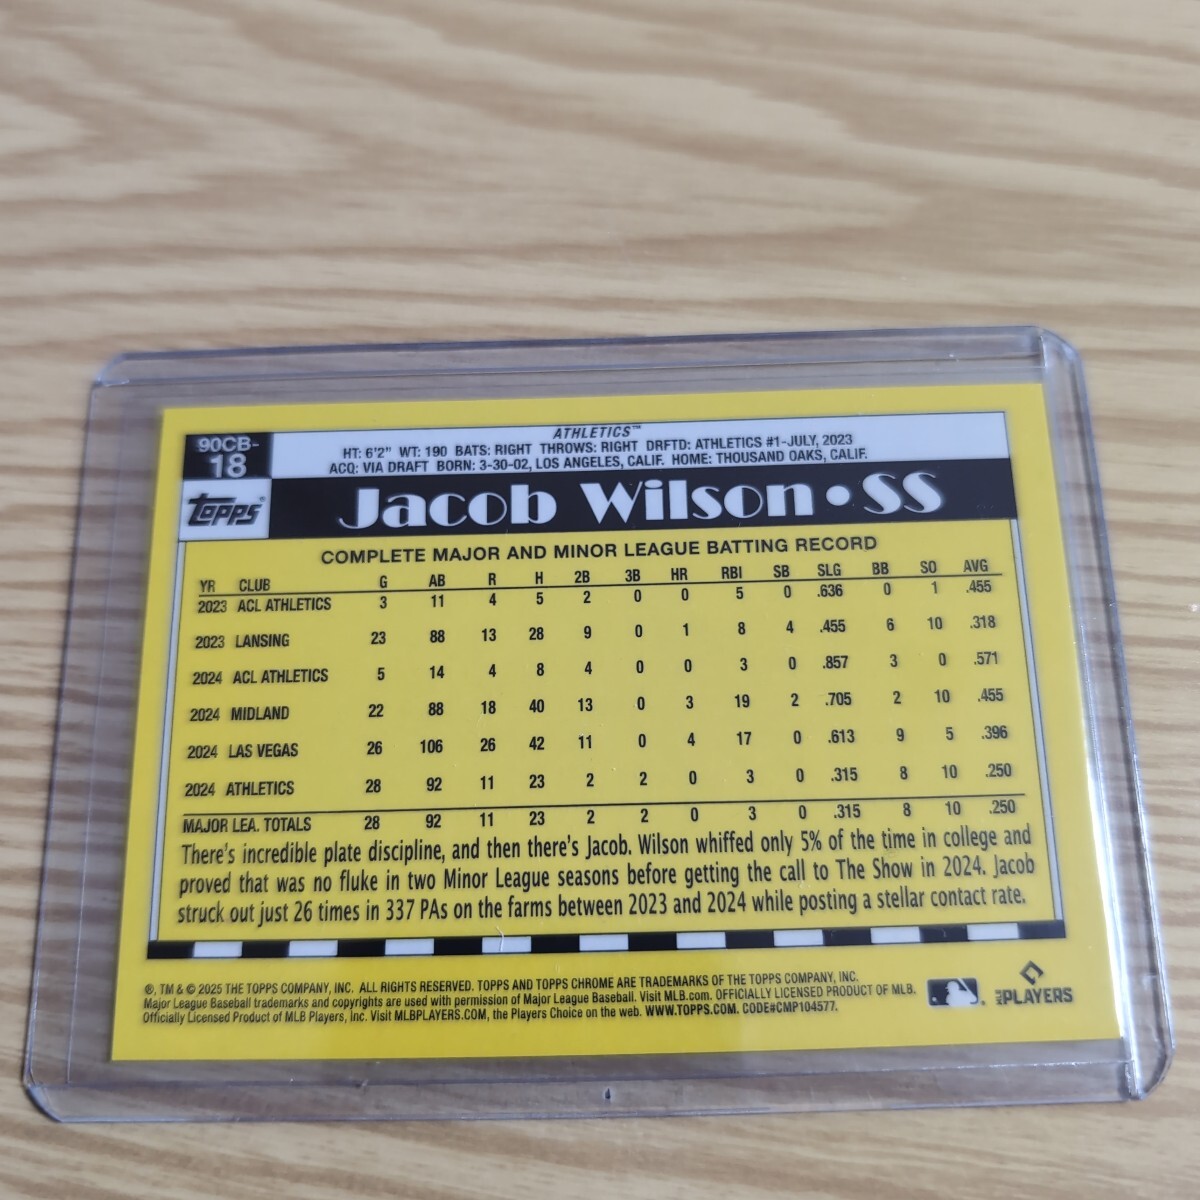 90CB-
18
Topps®
ATHLETICS™
HT: 6'2" WT: 190 BATS: RIGHT THROWS: RIGHT DRFTD: ATHLETICS #1-JULY, 2023
ACQ: VIA DRAFT BORN: 3-30-02, LOS ANGELES, CALIF. HOME: THOUSAND OAKS, CALIF.
Jacob Wilson • SS
COMPLETE MAJOR AND MINOR LEAGUE BATTING RECORD
YR CLUB G AB R H 2B 3B HR RBI SB SLG BB SO AVG
2023 ACL ATHLETICS 3 11 4 5 2 0 0 5 0 .636 0 1 .455
2023 LANSING 23 88 13 28 9 0 1 8 4 .455 6 10 .318
2024 ACL ATHLETICS 5 14 4 8 4 0 0 3 0 .857 3 0 .571
2024 MIDLAND 22 88 18 40 13 0 3 19 2 .705 2 10 .455
2024 LAS VEGAS 26 106 26 42 11 0 4 17 0 .613 9 5 .396
2024 ATHLETICS 28 92 11 23 2 2 0 3 0 .315 8 10 .250
MAJOR LEA. TOTALS 28 92 11 23 2 2 0 3 0 .315 8 10 .250
There's incredible plate discipline, and then there's Jacob. Wilson whiffed only 5% of the time in college and
proved that was no fluke in two Minor League seasons before getting the call to The Show in 2024. Jacob
struck out just 26 times in 337 PAs on the farms between 2023 and 2024 while posting a stellar contact rate.
®, TM & © 2025 THE TOPPS COMPANY, INC. ALL RIGHTS RESERVED. TOPPS AND TOPPS CHROME ARE TRADEMARKS OF THE TOPPS COMPANY, INC.
Major League Baseball trademarks and copyrights are used with permission of Major League Baseball. Visit MLB.com. OFFICIALLY LICENSED PRODUCT OF MLB.
Officially Licensed Product of MLB Players, Inc. Visit MLBPLAYERS.COM, the Players Choice on the web. WWW.TOPPS.COM. CODE#CMP104577.
MLB PLAYERS